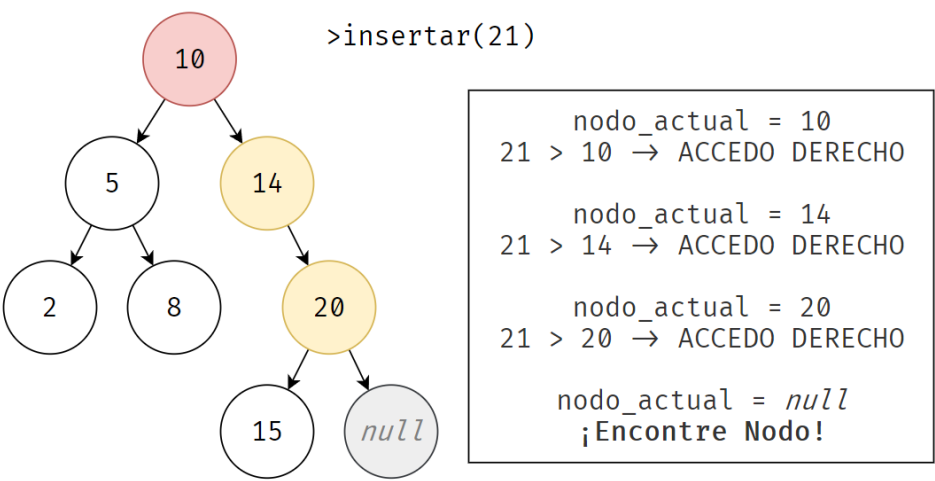 >insertar(21)
10
5
14
2
8
20
15
null
nodo_actual = 10
21 > 10 → ACCEDO DERECHO
nodo_actual = 14
21 > 14 → ACCEDO DERECHO
nodo_actual = 20
21 > 20 → ACCEDO DERECHO
nodo_actual = null
¡Encontre Nodo!